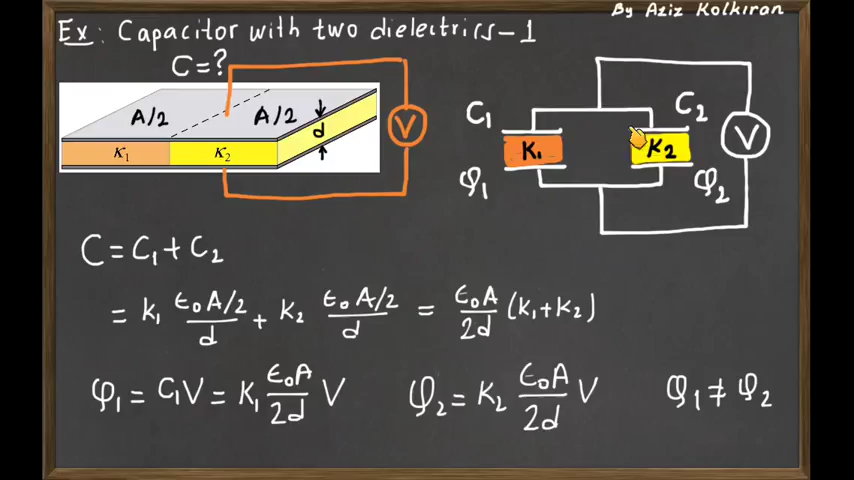 By Aziz Kolkiran
Ex: Capacitor with two dielectrics-1
C=?
A/2 A/2 d
κ₁ κ₂
V
C₁ C₂
K₁ K₂
V
φ₁ φ₂
C = C₁ + C₂
= K₁ ϵ₀A/2 / d + K₂ ϵ₀A/2 / d = ϵ₀A / 2d (K₁+K₂)
φ₁ = C₁V = K₁ ϵ₀A / 2d V φ₂ = K₂ ϵ₀A / 2d V φ₁ ≠ φ₂